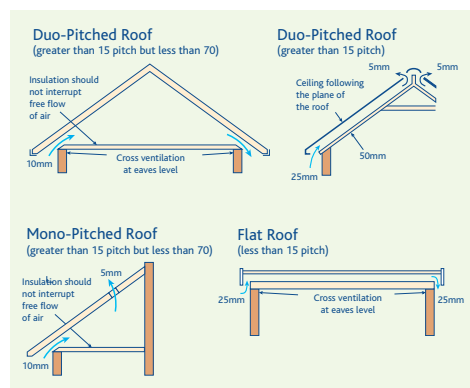 Duo-Pitched Roof
(greater than 15 pitch but less than 70)
Insulation should
not interrupt
free flow
of air
10mm
Cross ventilation
at eaves level
Duo-Pitched Roof
(greater than 15 pitch)
5mm
5mm
Ceiling following
the plane of
the roof
50mm
25mm
Mono-Pitched Roof
(greater than 15 pitch but less than 70)
5mm
Insulation should
not interrupt
free flow
of air
10mm
Flat Roof
(less than 15 pitch)
25mm
Cross ventilation
at eaves level
25mm